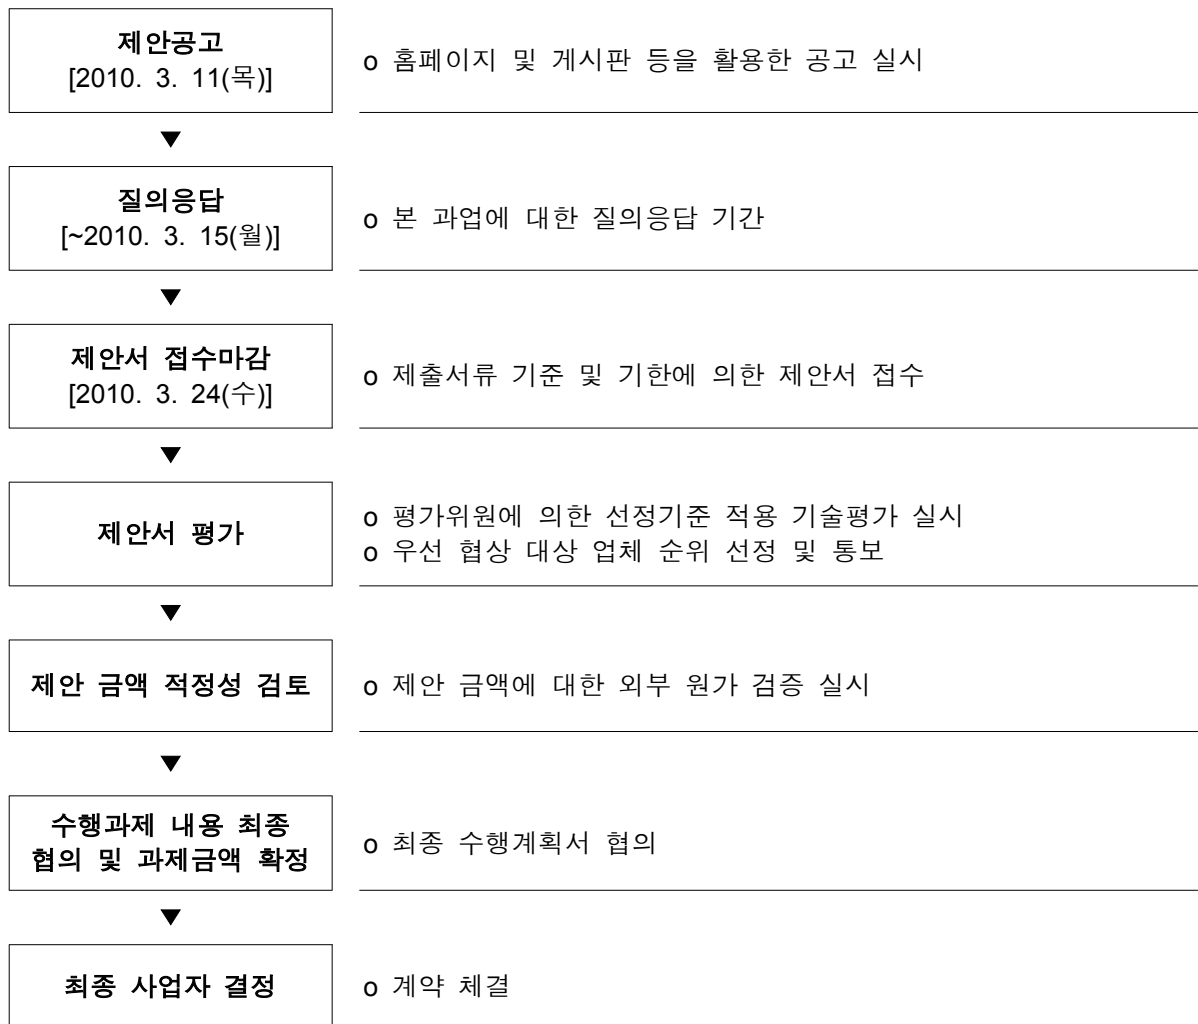 제안공고
[2010. 3. 11(목)]
o 홈페이지 및 게시판 등을 활용한 공고 실시
▼
질의응답
[~2010. 3. 15(월)]
o 본 과업에 대한 질의응답 기간
▼
제안서 접수마감
[2010. 3. 24(수)]
o 제출서류 기준 및 기한에 의한 제안서 접수
▼
제안서 평가
o 평가위원에 의한 선정기준 적용 기술평가 실시
o 우선 협상 대상 업체 순위 선정 및 통보
▼
제안 금액 적정성 검토
o 제안 금액에 대한 외부 원가 검증 실시
▼
수행과제 내용 최종
협의 및 과제금액 확정
o 최종 수행계획서 협의
▼
최종 사업자 결정
o 계약 체결